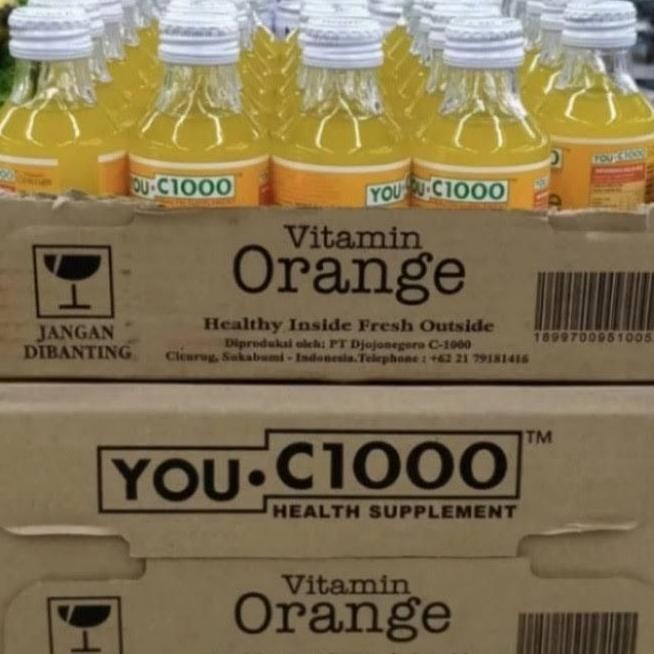 YOU·C1000
YOU·C1000
YOU·C1000
Vitamin
Orange
JANGAN
DIBANTING
Healthy Inside Fresh Outside
Diproduksi oleh: PT Djojonegoro C-1000
Cicurug, Sukabumi - Indonesia.Telephone : +62 21 79181416
1899700951005
YOU·C1000 TM
HEALTH SUPPLEMENT
Vitamin
Orange